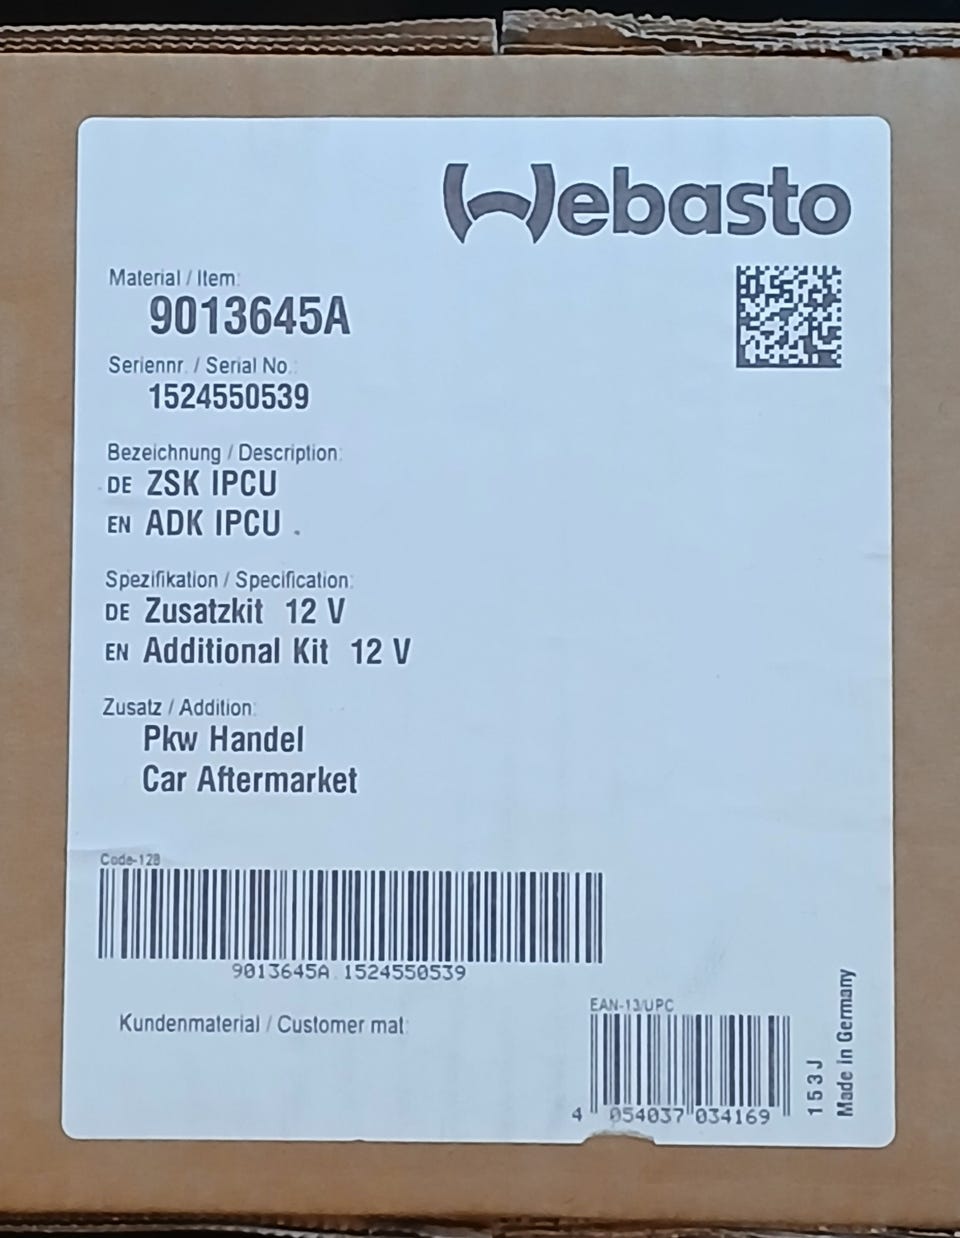 Webasto
Material / Item:
9013645A
Seriennr. / Serial No.:
1524550539
Bezeichnung / Description:
DE ZSK IPCU
EN ADK IPCU .
Spezifikation / Specification:
DE Zusatzkit 12 V
EN Additional Kit 12 V
Zusatz / Addition:
Pkw Handel
Car Aftermarket
Code-128
9013645A 1524550539
Kundenmaterial / Customer mat:
EAN-13/UPC
4 054037 034169
153J
Made in Germany